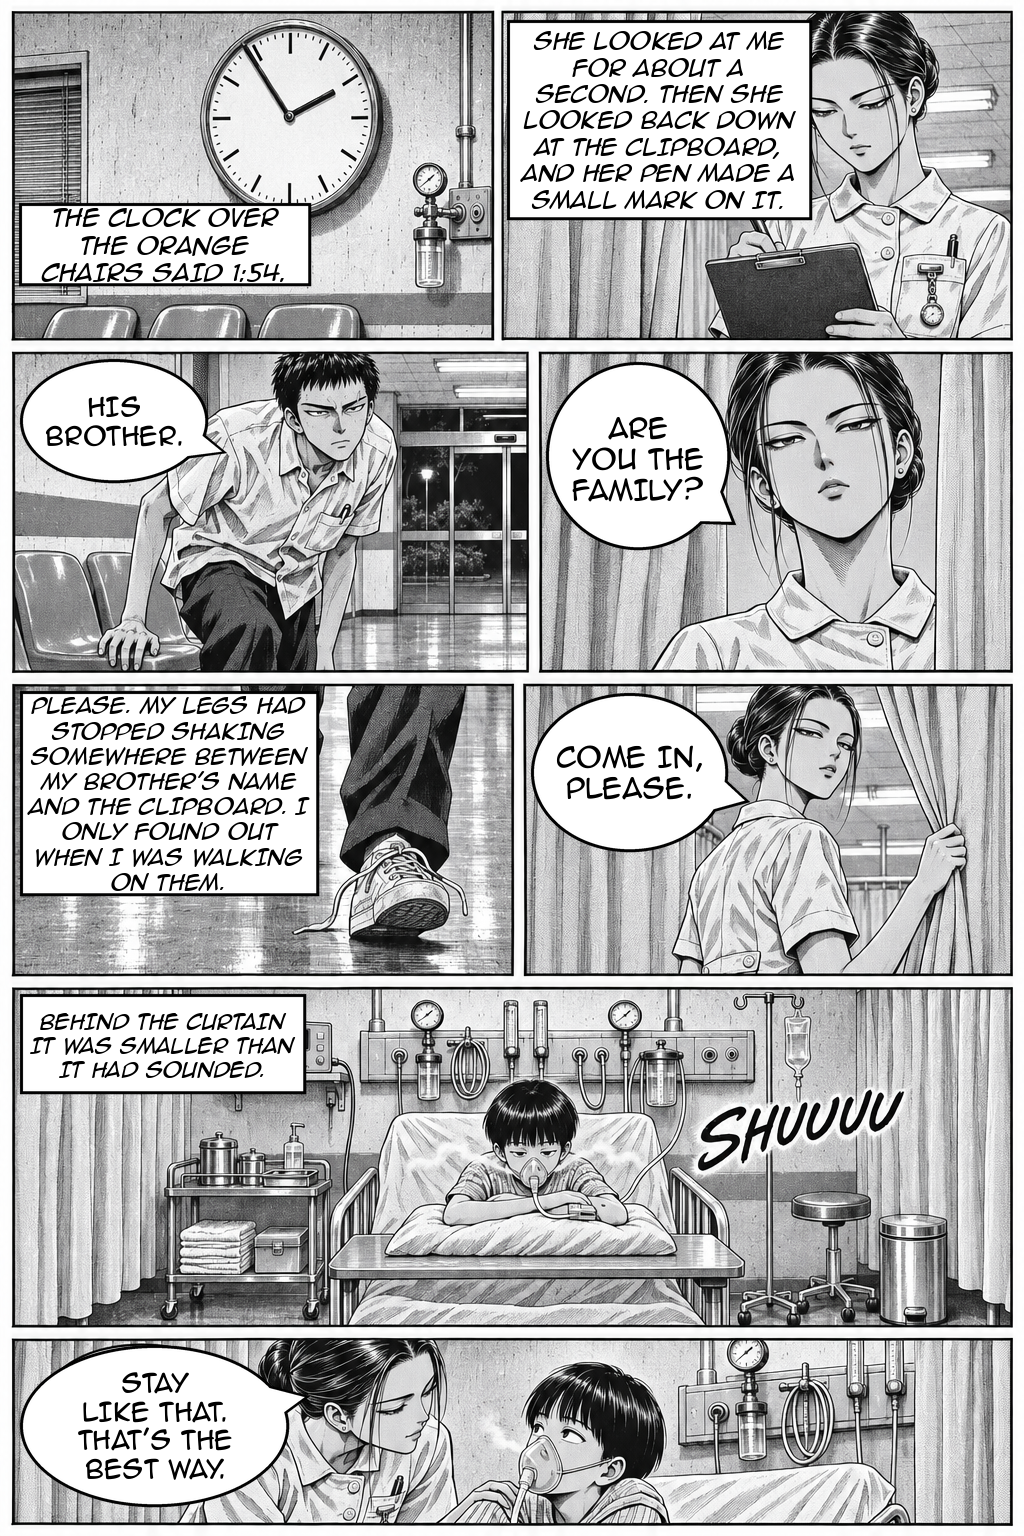 THE CLOCK OVER
THE ORANGE
CHAIRS SAID 1:54.
SHE LOOKED AT ME
FOR ABOUT A
SECOND. THEN SHE
LOOKED BACK DOWN
AT THE CLIPBOARD,
AND HER PEN MADE A
SMALL MARK ON IT.
HIS
BROTHER.
ARE
YOU THE
FAMILY?
PLEASE. MY LEGS HAD
STOPPED SHAKING
SOMEWHERE BETWEEN
MY BROTHER'S NAME
AND THE CLIPBOARD. I
ONLY FOUND OUT
WHEN I WAS WALKING
ON THEM.
COME IN,
PLEASE.
BEHIND THE CURTAIN
IT WAS SMALLER THAN
IT HAD SOUNDED.
SHUUUU
STAY
LIKE THAT.
THAT'S THE
BEST WAY.